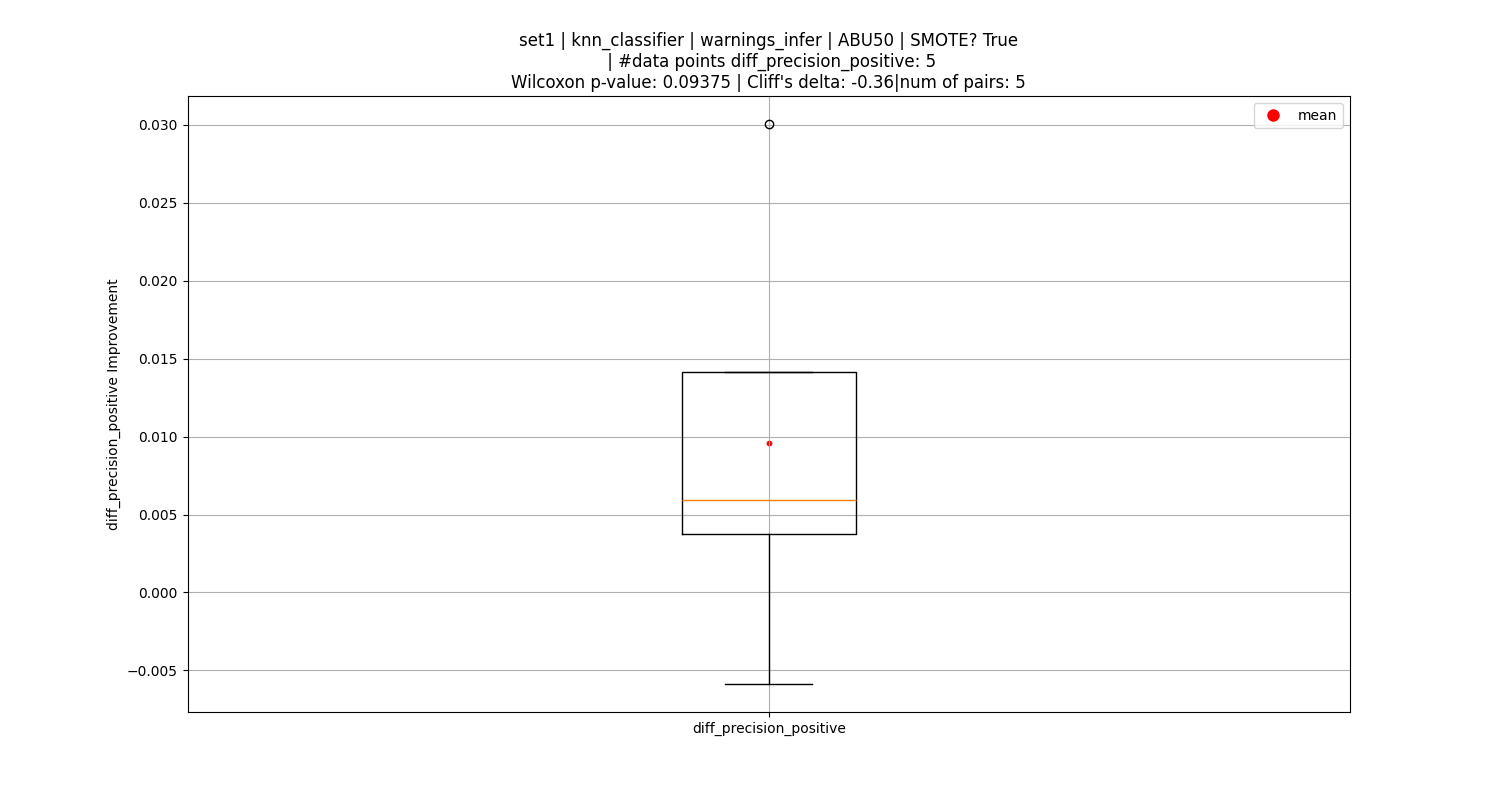 set1 | knn_classifier | warnings_infer | ABU50 | SMOTE? True
| #data points diff_precision_positive: 5
Wilcoxon p-value: 0.09375 | Cliff's delta: -0.36|num of pairs: 5
mean
0.030
0.025
0.020
0.015
0.010
0.005
0.000
−0.005
diff_precision_positive Improvement
diff_precision_positive